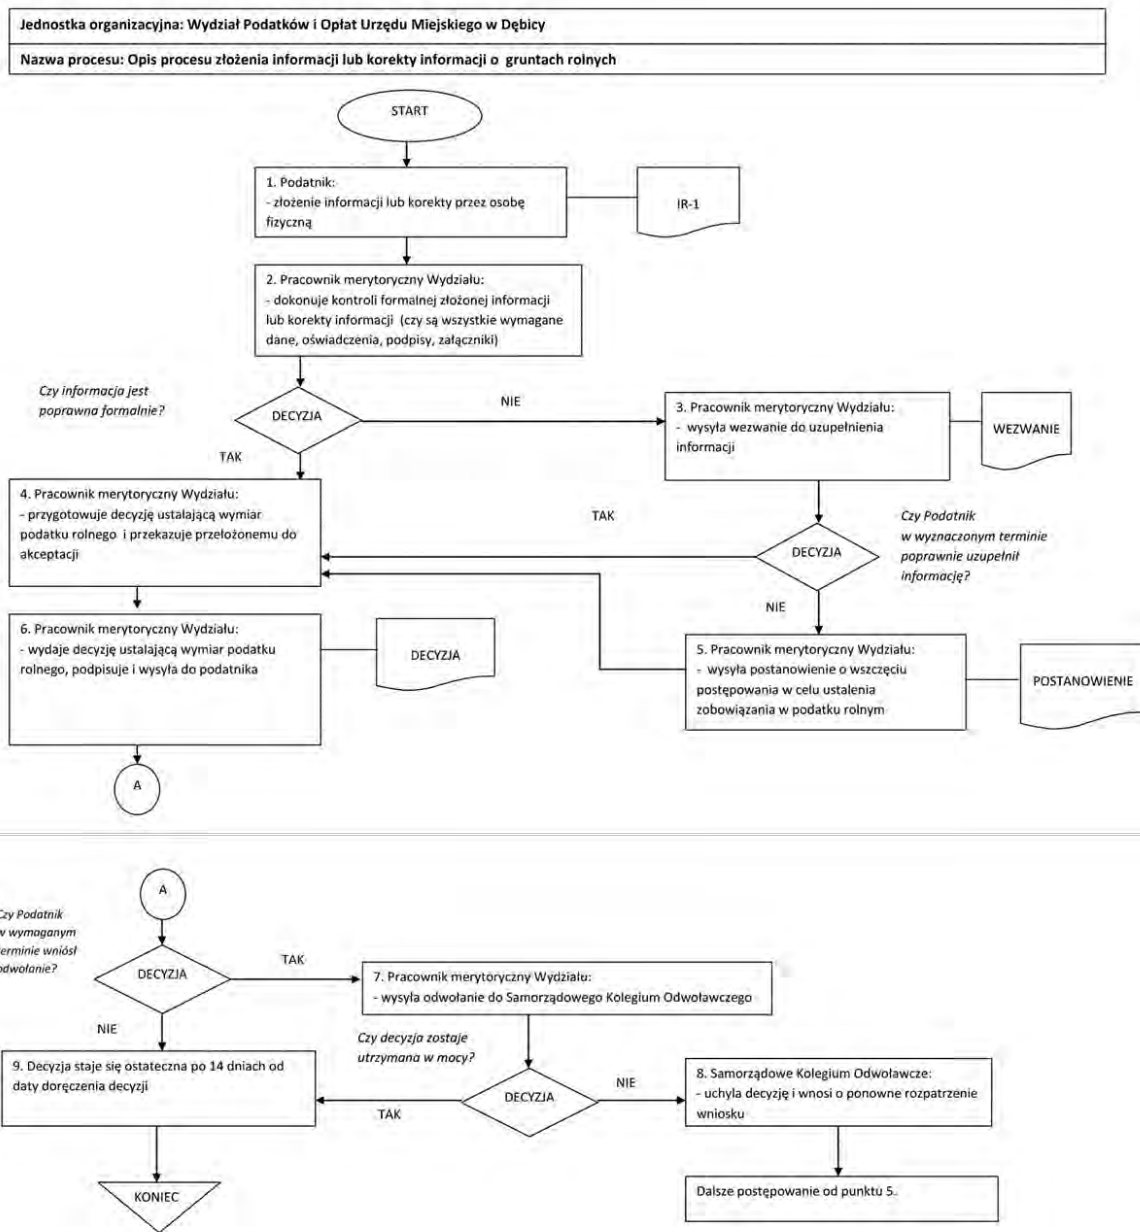 Jednostka organizacyjna: Wydział Podatków i Opłat Urzędu Miejskiego w Dębicy
Nazwa procesu: Opis procesu złożenia informacji lub korekty informacji o gruntach rolnych
START
1. Podatnik:
- złożenie informacji lub korekty przez osobę
fizyczną
IR-1
2. Pracownik merytoryczny Wydziału:
- dokonuje kontroli formalnej złożonej informacji
lub korekty informacji (czy są wszystkie wymagane
dane, oświadczenia, podpisy, załączniki)
Czy informacja jest
poprawna formalnie?
DECYZJA
NIE
TAK
3. Pracownik merytoryczny Wydziału:
- wysyła wezwanie do uzupełnienia
informacji
WEZWANIE
4. Pracownik merytoryczny Wydziału:
- przygotowuje decyzję ustalającą wymiar
podatku rolnego i przekazuje przełożonemu do
akceptacji
TAK
DECYZJA
Czy Podatnik
w wyznaczonym terminie
poprawnie uzupełnił
informację?
NIE
6. Pracownik merytoryczny Wydziału:
- wydaje decyzję ustalającą wymiar podatku
rolnego, podpisuje i wysyła do podatnika
DECYZJA
5. Pracownik merytoryczny Wydziału:
- wysyła postanowienie o wszczęciu
postępowania w celu ustalenia
zobowiązania w podatku rolnym
POSTANOWIENIE
A
A
Czy Podatnik
w wymaganym
terminie wniósł
odwołanie?
DECYZJA
TAK
NIE
7. Pracownik merytoryczny Wydziału:
- wysyła odwołanie do Samorządowego Kolegium Odwoławczego
Czy decyzja zostaje
utrzymana w mocy?
9. Decyzja staje się ostateczna po 14 dniach od
daty doręczenia decyzji
DECYZJA
TAK
NIE
8. Samorządowe Kolegium Odwoławcze:
- uchyla decyzję i wnosi o ponowne rozpatrzenie
wniosku
KONIEC
Dalsze postępowanie od punktu 5.